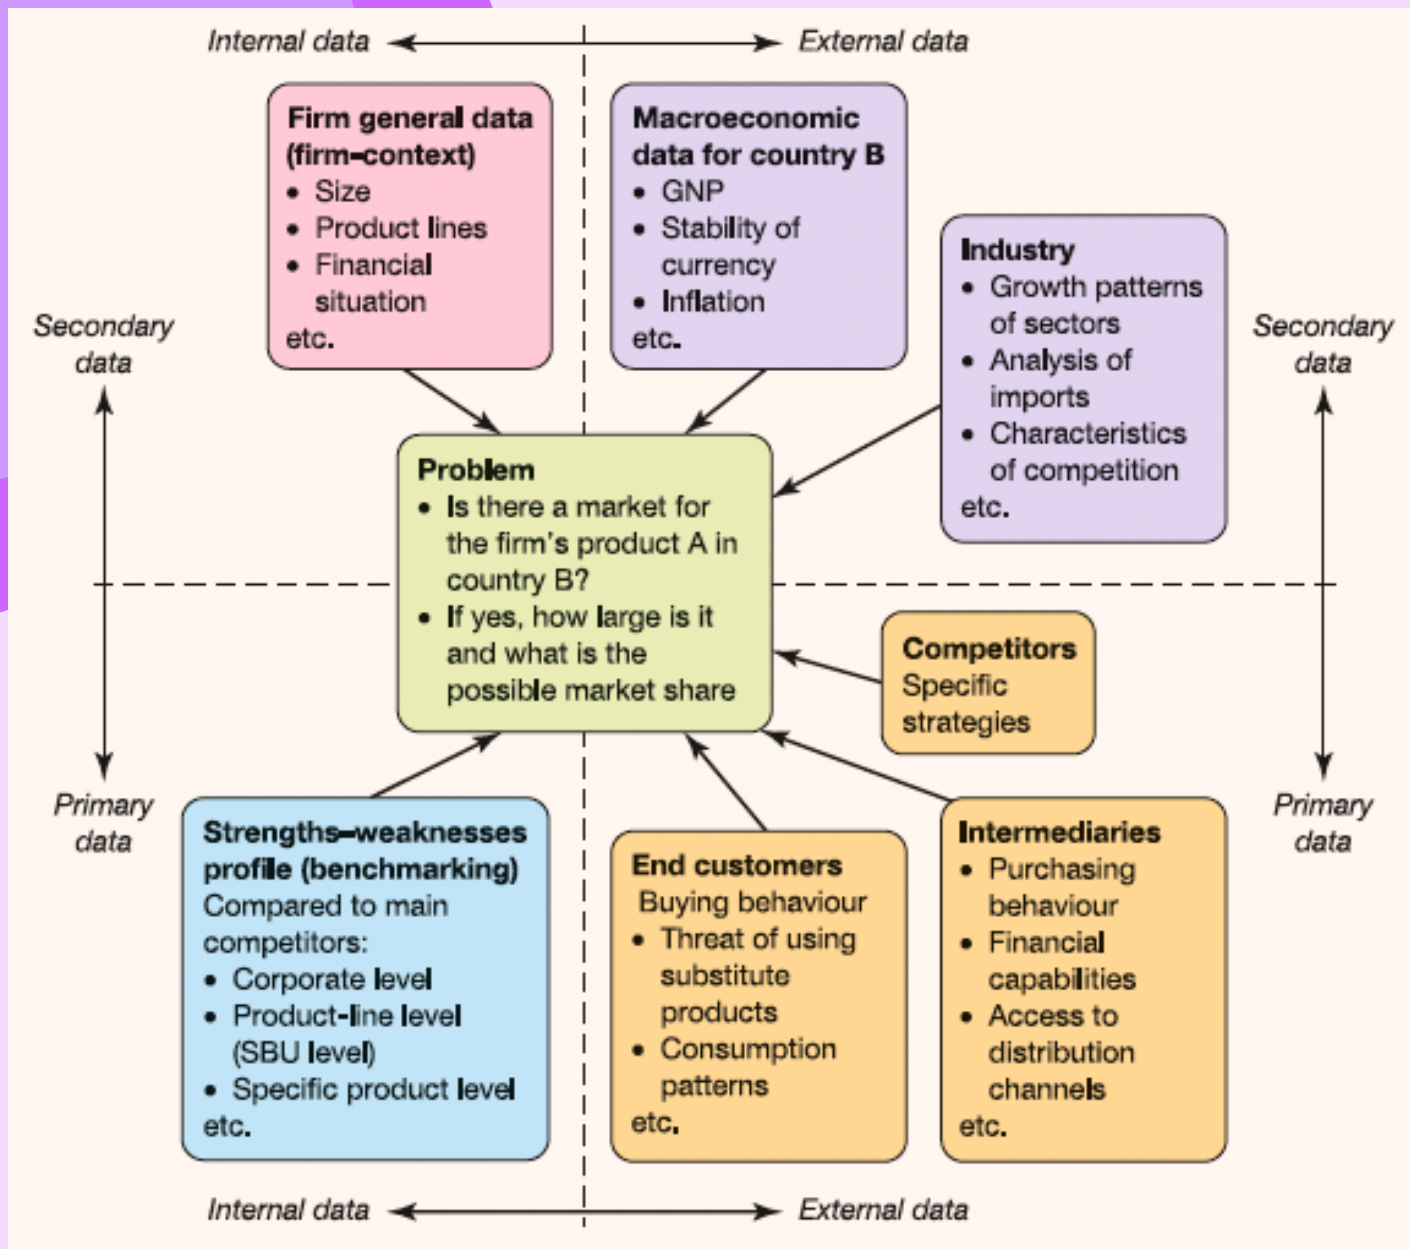 Internal data
External data
Firm general data
(firm-context)
• Size
• Product lines
• Financial
situation
etc.
Macroeconomic
data for country B
• GNP
• Stability of
currency
• Inflation
etc.
Industry
• Growth patterns
of sectors
• Analysis of
imports
• Characteristics
of competition
etc.
Secondary
data
Secondary
data
Problem
• Is there a market for
the firm's product A in
country B?
• If yes, how large is it
and what is the
possible market share
Competitors
Specific
strategies
Primary
data
Primary
data
Strengths–weaknesses
profile (benchmarking)
Compared to main
competitors:
• Corporate level
• Product-line level
(SBU level)
• Specific product level
etc.
End customers
Buying behaviour
• Threat of using
substitute
products
• Consumption
patterns
etc.
Intermediaries
• Purchasing
behaviour
• Financial
capabilities
• Access to
distribution
channels
etc.
Internal data
External data